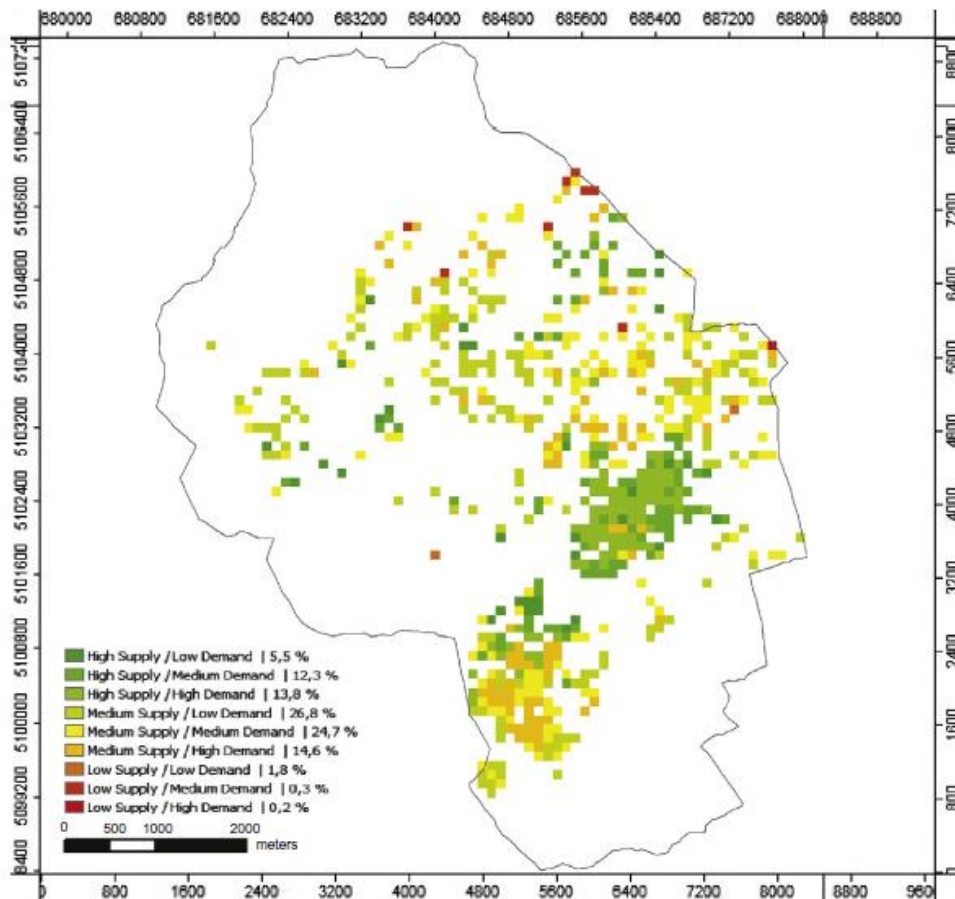 680000 680800 681600 682400 683200 684000 684800 685600 686400 687200 688000 688800
5107200
5106400
5105600
5104800
5104000
5103200
5102400
5101600
5100800
5100000
5099200
8400
8800
8000
7200
6400
5600
4800
4000
3200
2400
1600
800
0
High Supply / Low Demand | 5,5 %
High Supply / Medium Demand | 12,3 %
High Supply / High Demand | 13,8 %
Medium Supply / Low Demand | 26,8 %
Medium Supply / Medium Demand | 24,7 %
Medium Supply / High Demand | 14,6 %
Low Supply / Low Demand | 1,8 %
Low Supply / Medium Demand | 0,3 %
Low Supply / High Demand | 0,2 %
0 500 1000 2000
meters
0 800 1600 2400 3200 4000 4800 5600 6400 7200 8000 8800 9600